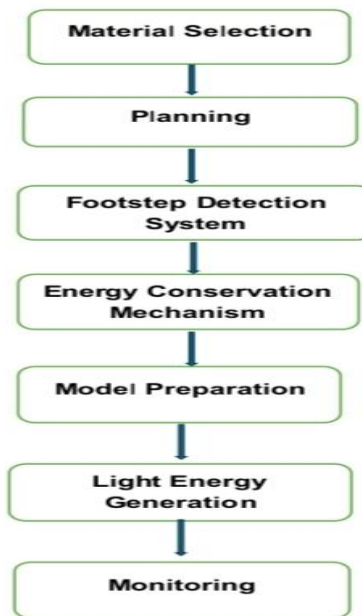 Material Selection
Planning
Footstep Detection
System
Energy Conservation
Mechanism
Model Preparation
Light Energy
Generation
Monitoring